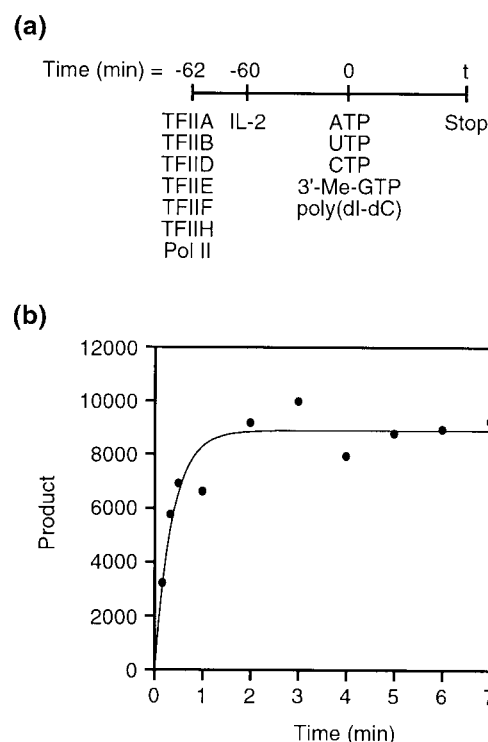 (a)
Time (min) = -62 -60 0 t
TFIIA IL-2 ATP Stop
TFIIB UTP
TFIID CTP
TFIIE 3'-Me-GTP
TFIIF poly(dI-dC)
TFIIH
Pol II
(b)
12000
10000
8000
6000
4000
2000
0
Product
0 1 2 3 4 5 6 7
Time (min)